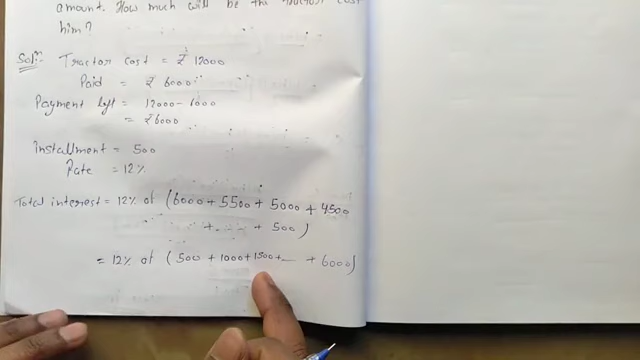 amount. How much will be the tractor cost
him?
Solⁿ:- Tractor cost = ₹ 12000
Paid = ₹ 6000
Payment left = 12000 - 6000
= ₹6000
Installment = 500
Rate = 12%
Total interest = 12% of (6000 + 5500 + 5000 + 4500
+ ..... + 500)
= 12% of (500 + 1000 + 1500 + ... + 6000)